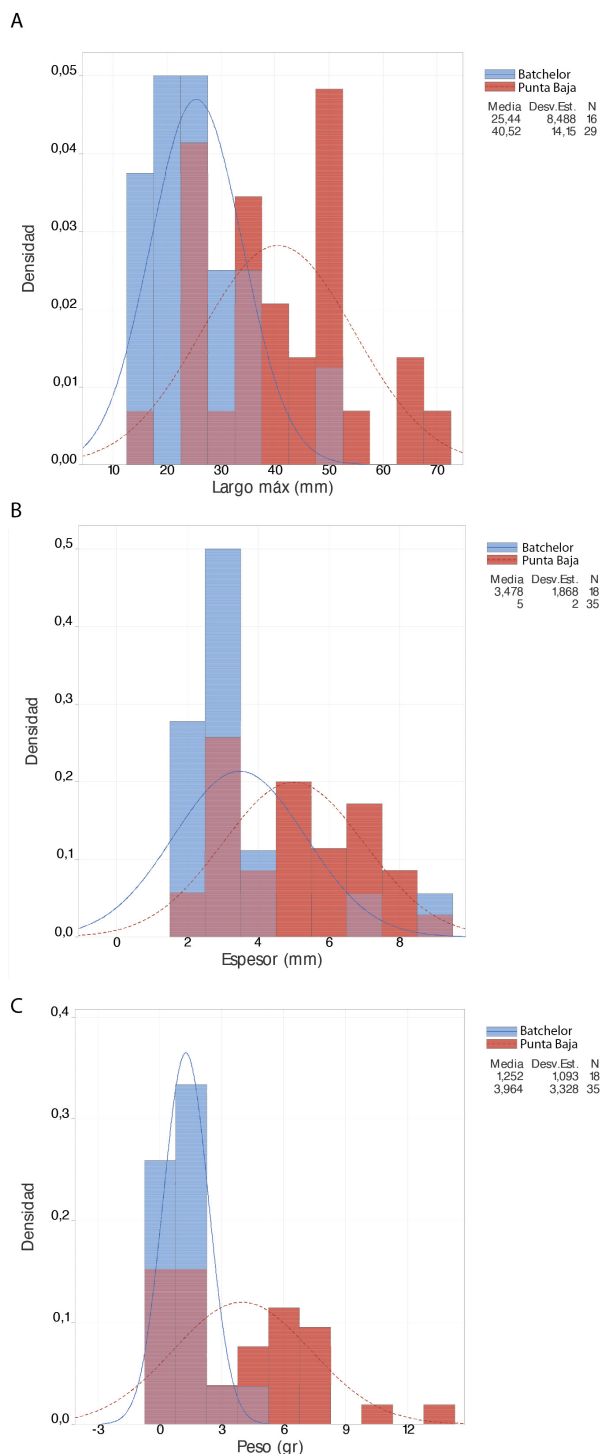 A
0,05
0,04
0,03
0,02
0,01
0,00
Densidad
10 20 30 40 50 60 70
Largo máx (mm)
Batchelor
Punta Baja
Media Desv.Est. N
25,44 8,488 16
40,52 14,15 29
B
0,5
0,4
0,3
0,2
0,1
0,0
Densidad
0 2 4 6 8
Espesor (mm)
Batchelor
Punta Baja
Media Desv.Est. N
3,478 1,868 18
5 2 35
C
0,4
0,3
0,2
0,1
0,0
Densidad
-3 0 3 6 9 12
Peso (gr)
Batchelor
Punta Baja
Media Desv.Est. N
1,252 1,093 18
3,964 3,328 35